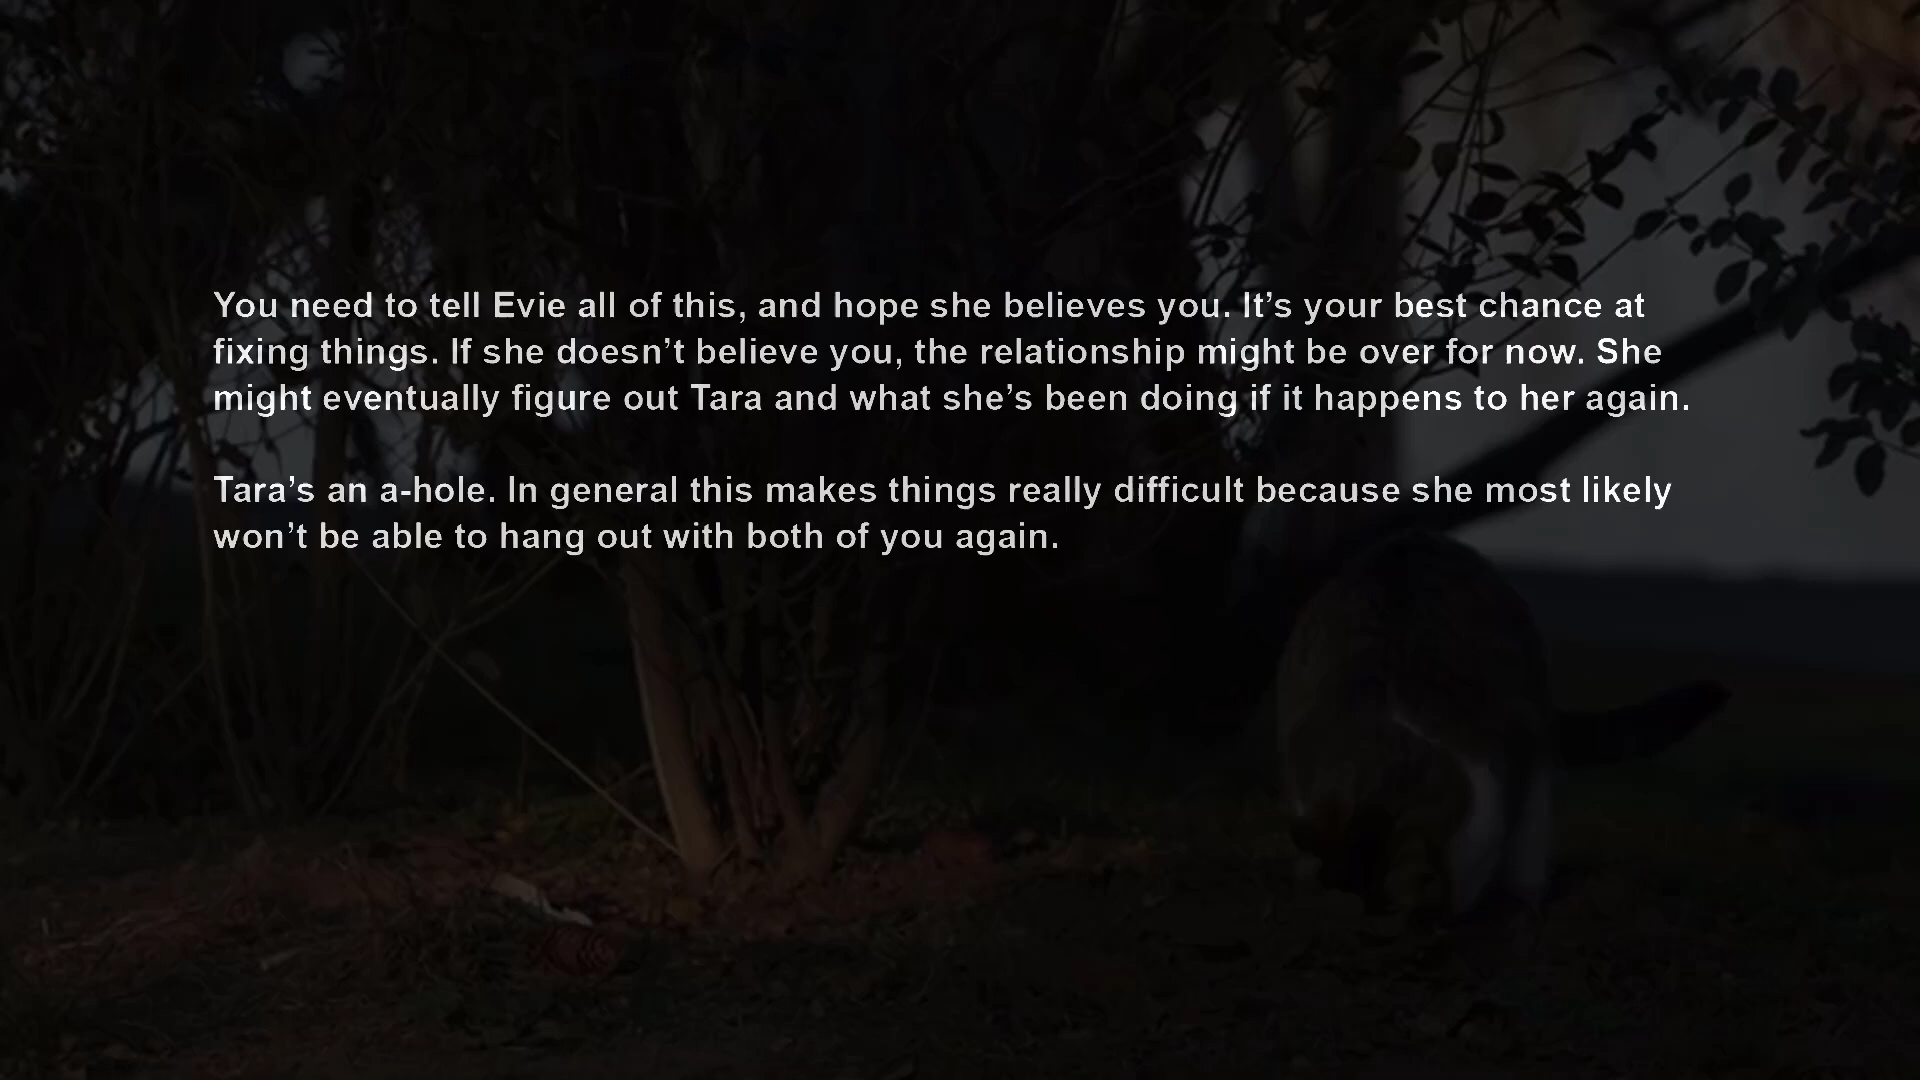 You need to tell Evie all of this, and hope she believes you. It’s your best chance at
fixing things. If she doesn’t believe you, the relationship might be over for now. She
might eventually figure out Tara and what she’s been doing if it happens to her again.
Tara’s an a-hole. In general this makes things really difficult because she most likely
won’t be able to hang out with both of you again.